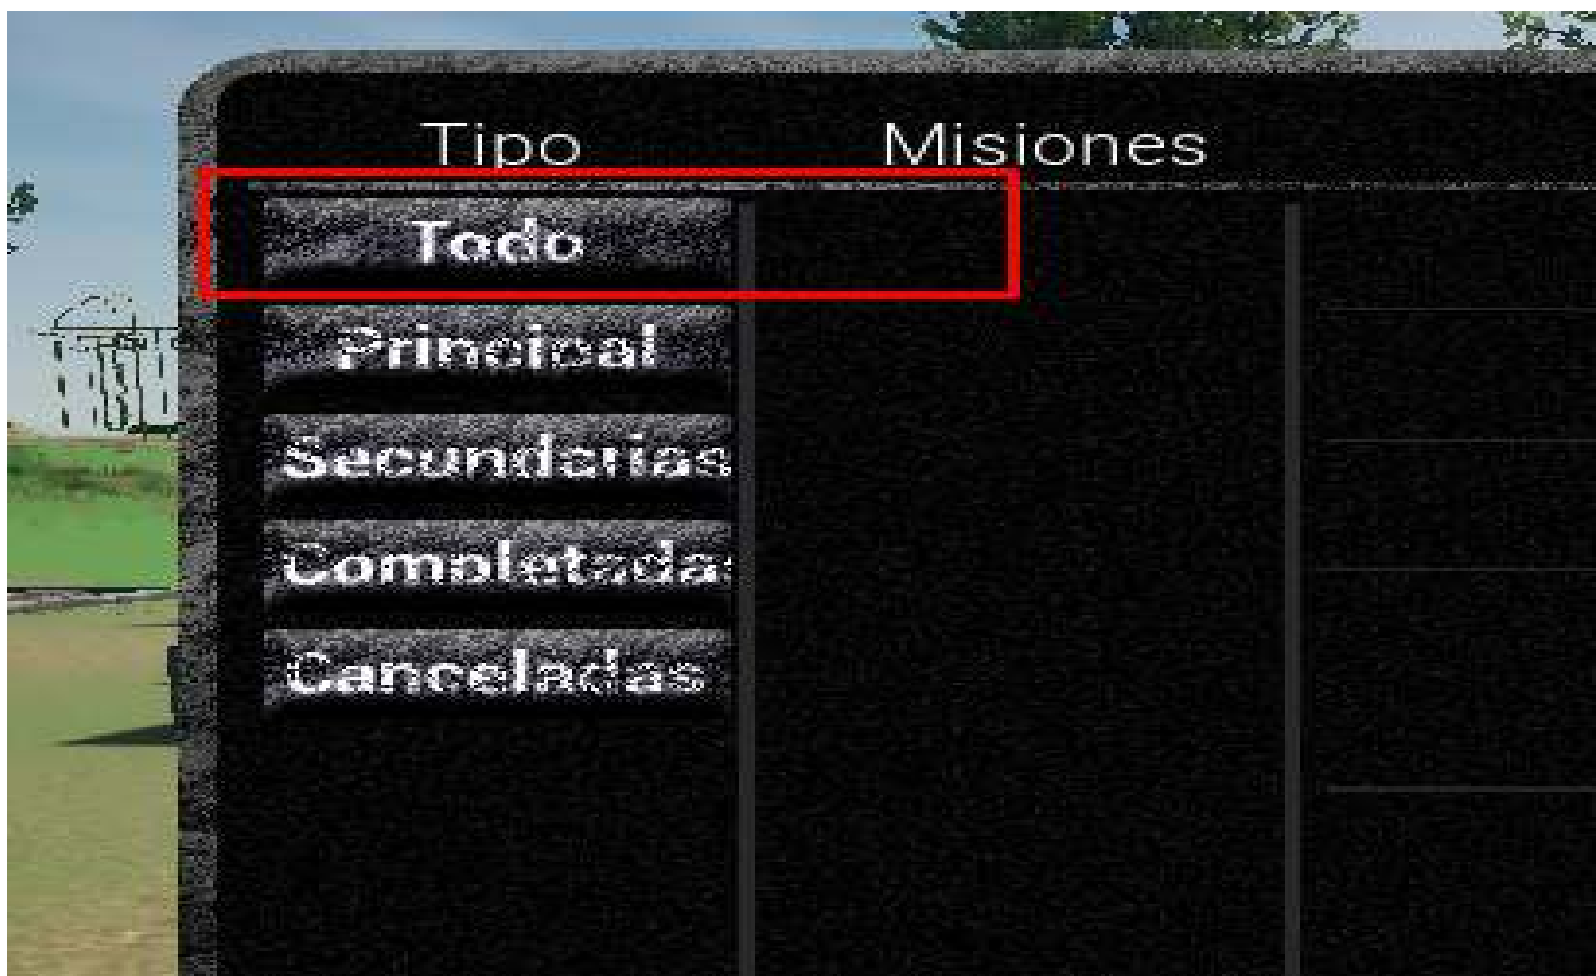 Tipo
Misiones
Todo
Principal
Secundarias
Completadas
Canceladas